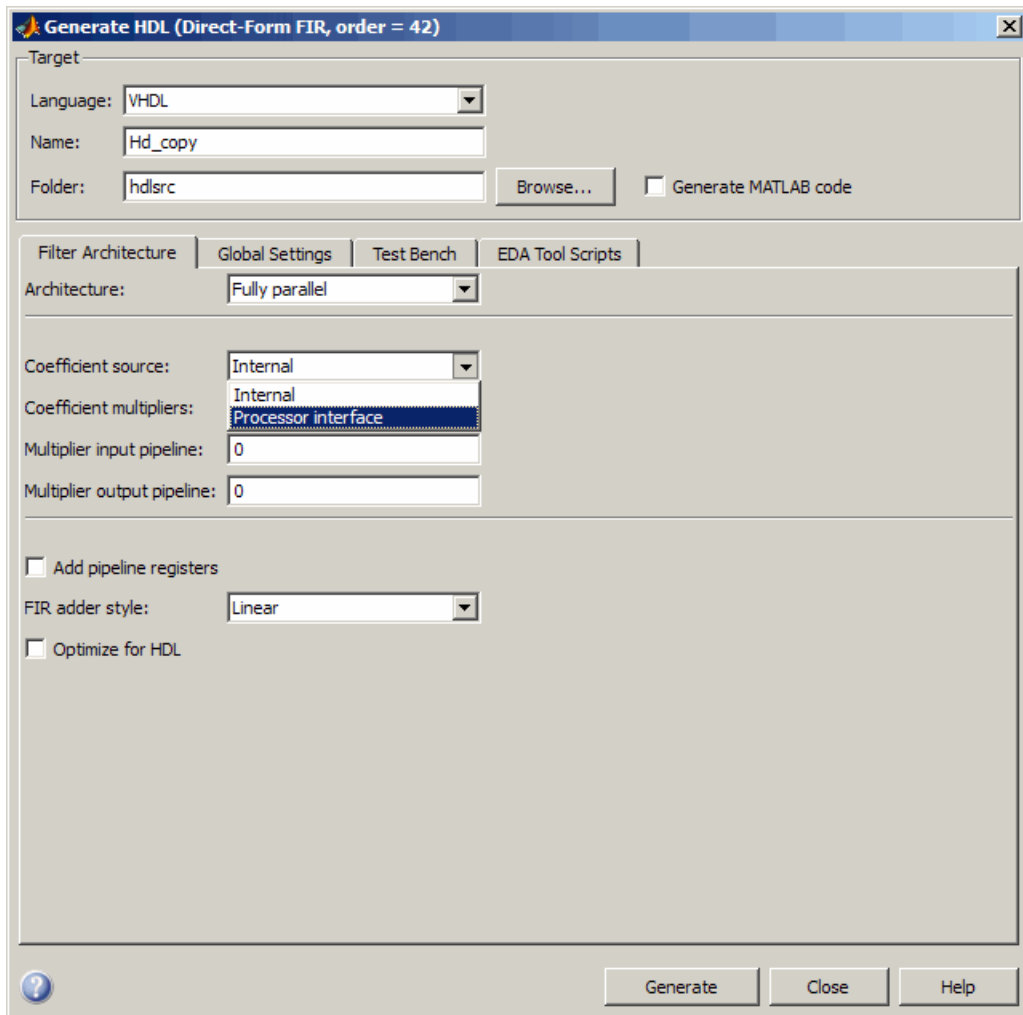 Generate HDL (Direct-Form FIR, order = 42)
Target
Language: VHDL
Name: Hd_copy
Folder: hdlsrc Browse... Generate MATLAB code
Filter Architecture Global Settings Test Bench EDA Tool Scripts
Architecture: Fully parallel
Coefficient source: Internal
Internal
Coefficient multipliers: Processor interface
Multiplier input pipeline: 0
Multiplier output pipeline: 0
Add pipeline registers
FIR adder style: Linear
Optimize for HDL
? Generate Close Help